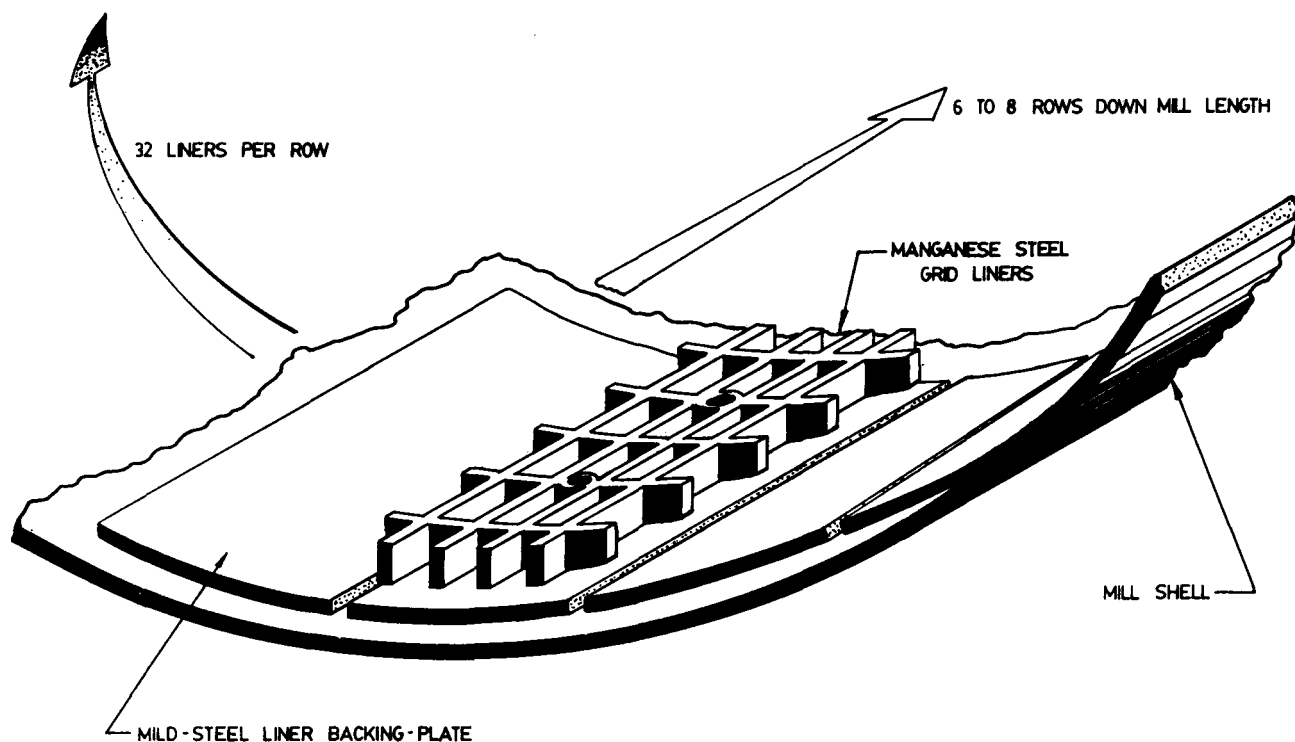 6 TO 8 ROWS DOWN MILL LENGTH
32 LINERS PER ROW
MANGANESE STEEL
GRID LINERS
MILL SHELL
MILD-STEEL LINER BACKING-PLATE